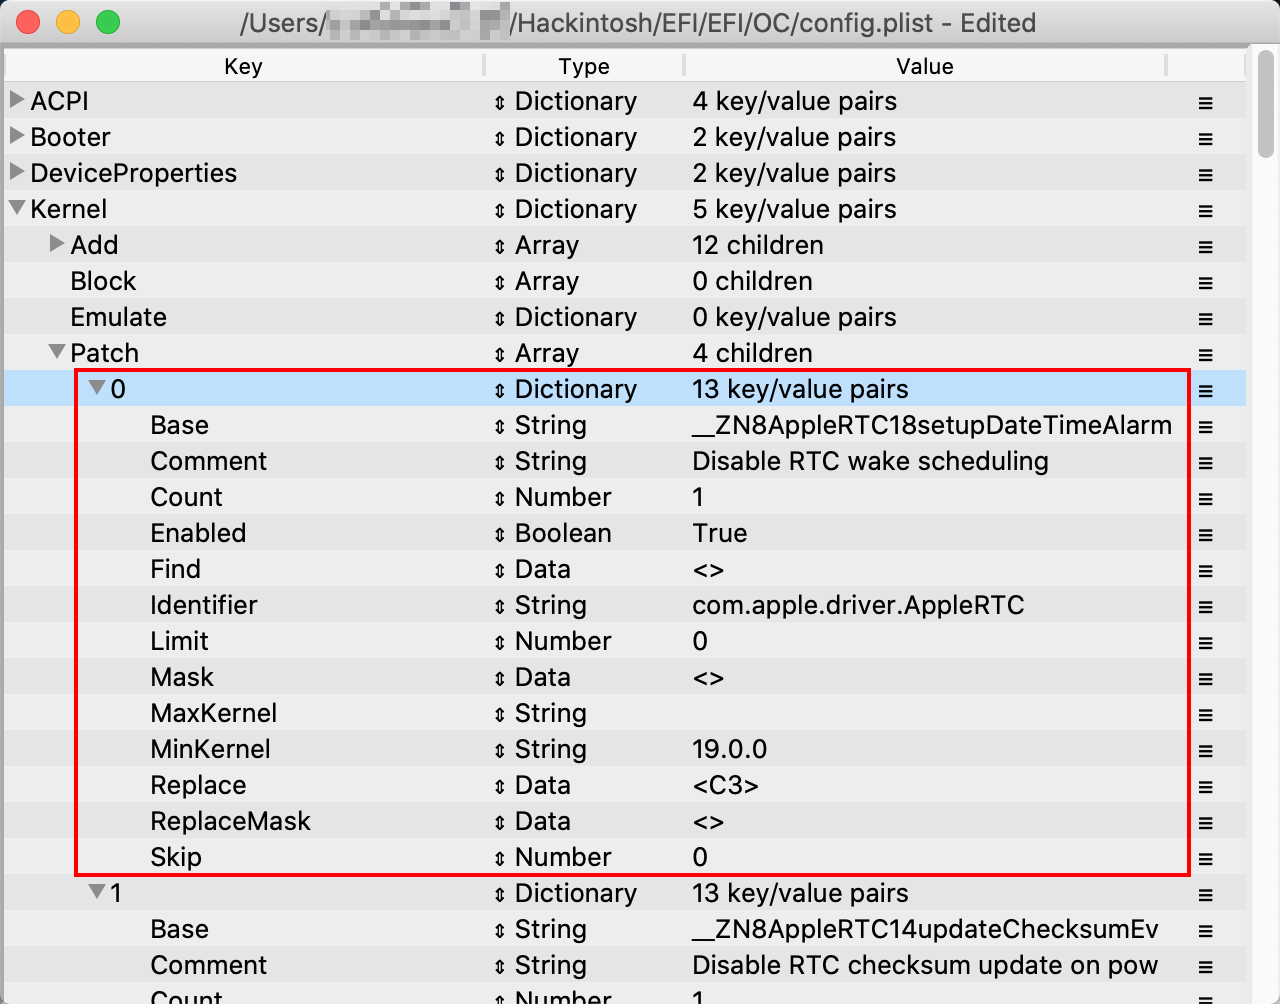 /Users/ /Hackintosh/EFI/EFI/OC/config.plist - Edited
Key Type Value
ACPI Dictionary 4 key/value pairs
Booter Dictionary 2 key/value pairs
DeviceProperties Dictionary 2 key/value pairs
Kernel Dictionary 5 key/value pairs
Add Array 12 children
Block Array 0 children
Emulate Dictionary 0 key/value pairs
Patch Array 4 children
0 Dictionary 13 key/value pairs
Base String __ZN8AppleRTC18setupDateTimeAlarm
Comment String Disable RTC wake scheduling
Count Number 1
Enabled Boolean True
Find Data <>
Identifier String com.apple.driver.AppleRTC
Limit Number 0
Mask Data <>
MaxKernel String
MinKernel String 19.0.0
Replace Data <C3>
ReplaceMask Data <>
Skip Number 0
1 Dictionary 13 key/value pairs
Base String __ZN8AppleRTC14updateChecksumEv
Comment String Disable RTC checksum update on pow
Count Number 1